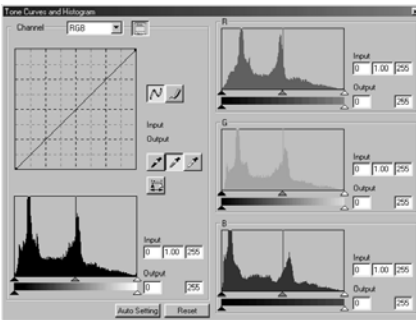 Tone Curves and Histogram
Channel RGB
Input
Output
Input
0 1.00 255
Output
0 255
Auto Setting Reset
R
Input
0 1.00 255
Output
0 255
G
Input
0 1.00 255
Output
0 255
B
Input
0 1.00 255
Output
0 255